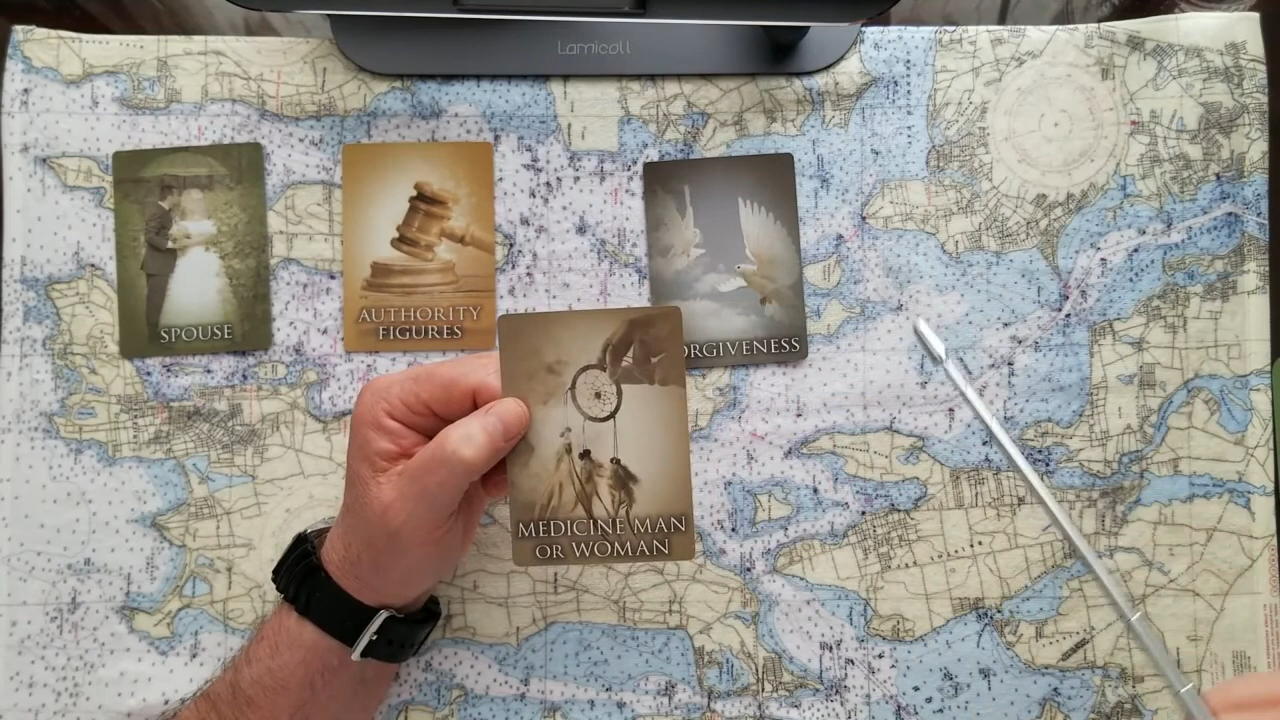 Lamicall
SPOUSE
AUTHORITY
FIGURES
ORGIVENESS
MEDICINE MAN
OR WOMAN